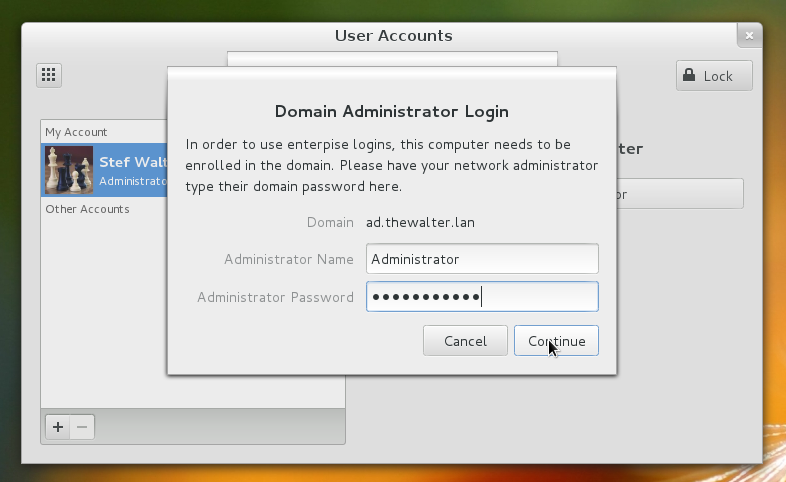 User Accounts
Lock
My Account
Stef Walt
Administrato
Other Accounts
ter
or
Domain Administrator Login
In order to use enterpise logins, this computer needs to be
enrolled in the domain. Please have your network administrator
type their domain password here.
Domain ad.thewalter.lan
Administrator Name Administrator
Administrator Password
Cancel Continue